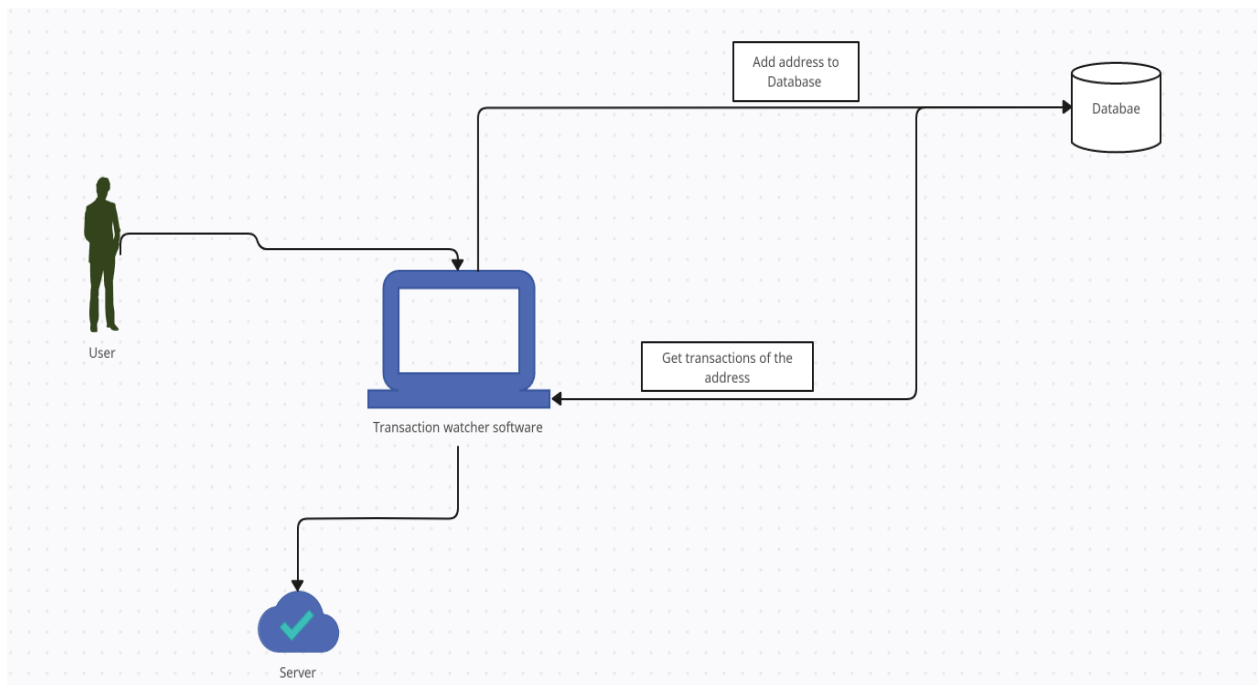 Add address to
Database
Databae
User
Get transactions of the
address
Transaction watcher software
Server